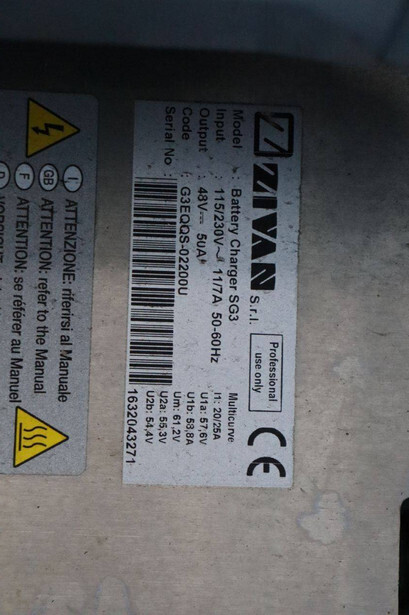 ZIVAN S.r.l.
Professional
use only
CE
Model : Battery Charger SG3
Input : 115/230V~ 11/7A 50-60Hz
Output : 48V 50A*
Code : G3EQQS-02200U
Serial No :
Multicurve
I1: 20/25A
U1a: 57,6V
U1b: 58,8A
Um: 61,2V
U2a: 55,3V
U2b: 54,4V
1632043271
I ATTENZIONE: riferirsi al Manuale
GB ATTENTION: refer to the Manual
F ATTENTION: se référer au Manuel